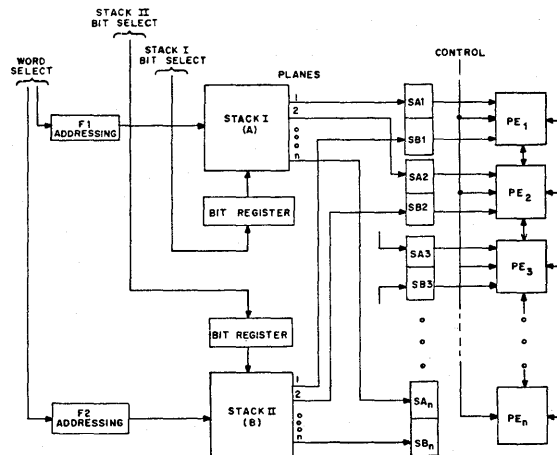 STACK II
BIT SELECT
STACK I
BIT SELECT
WORD
SELECT
CONTROL
PLANES
F1
ADDRESSING
STACK I
(A)
1
2
n
SA1
SB1
PE1
SA2
SB2
PE2
BIT REGISTER
SA3
SB3
PE3
BIT REGISTER
F2
ADDRESSING
STACK II
(B)
1
2
n
SAn
SBn
PEn